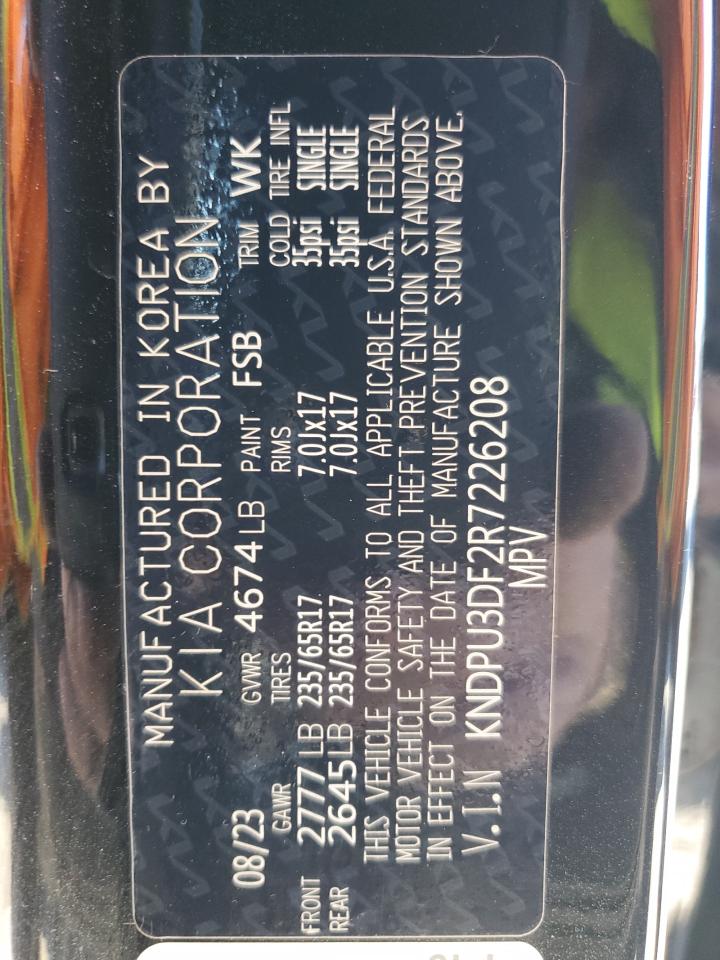 MANUFACTURED IN KOREA BY
KIA CORPORATION
08/23 GVWR 4674LB PAINT FSB TRIM WK
GAWR TIRES RIMS COLD TIRE INFL
FRONT 2777 LB 235/65R17 7.0Jx17 35psi SINGLE
REAR 2645LB 235/65R17 7.0Jx17 35psi SINGLE
THIS VEHICLE CONFORMS TO ALL APPLICABLE U.S.A. FEDERAL
MOTOR VEHICLE SAFETY AND THEFT PREVENTION STANDARDS
IN EFFECT ON THE DATE OF MANUFACTURE SHOWN ABOVE.
V.I.N KNDPU3DF2R7226208
MPV